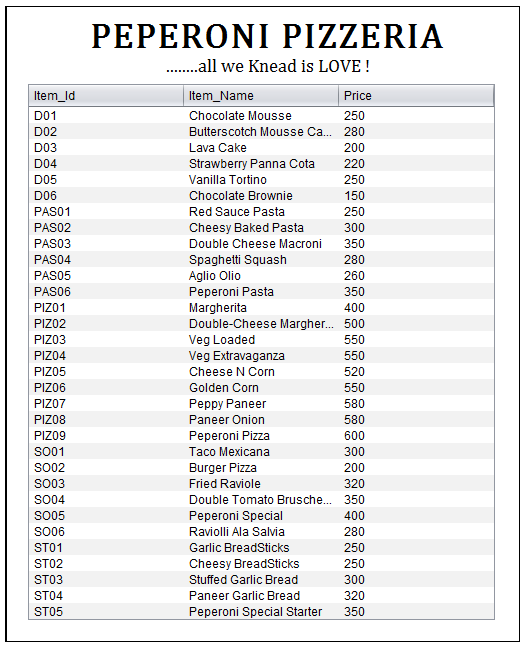 PEPERONI PIZZERIA
........all we Knead is LOVE !
Item_Id Item_Name Price
D01 Chocolate Mousse 250
D02 Butterscotch Mousse Ca... 280
D03 Lava Cake 200
D04 Strawberry Panna Cota 220
D05 Vanilla Tortino 250
D06 Chocolate Brownie 150
PAS01 Red Sauce Pasta 250
PAS02 Cheesy Baked Pasta 300
PAS03 Double Cheese Macroni 350
PAS04 Spaghetti Squash 280
PAS05 Aglio Olio 260
PAS06 Peperoni Pasta 350
PIZ01 Margherita 400
PIZ02 Double-Cheese Margher... 500
PIZ03 Veg Loaded 550
PIZ04 Veg Extravaganza 550
PIZ05 Cheese N Corn 520
PIZ06 Golden Corn 550
PIZ07 Peppy Paneer 580
PIZ08 Paneer Onion 580
PIZ09 Peperoni Pizza 600
SO01 Taco Mexicana 300
SO02 Burger Pizza 200
SO03 Fried Raviole 320
SO04 Double Tomato Brusche... 350
SO05 Peperoni Special 400
SO06 Raviolli Ala Salvia 280
ST01 Garlic BreadSticks 250
ST02 Cheesy BreadSticks 250
ST03 Stuffed Garlic Bread 300
ST04 Paneer Garlic Bread 320
ST05 Peperoni Special Starter 350